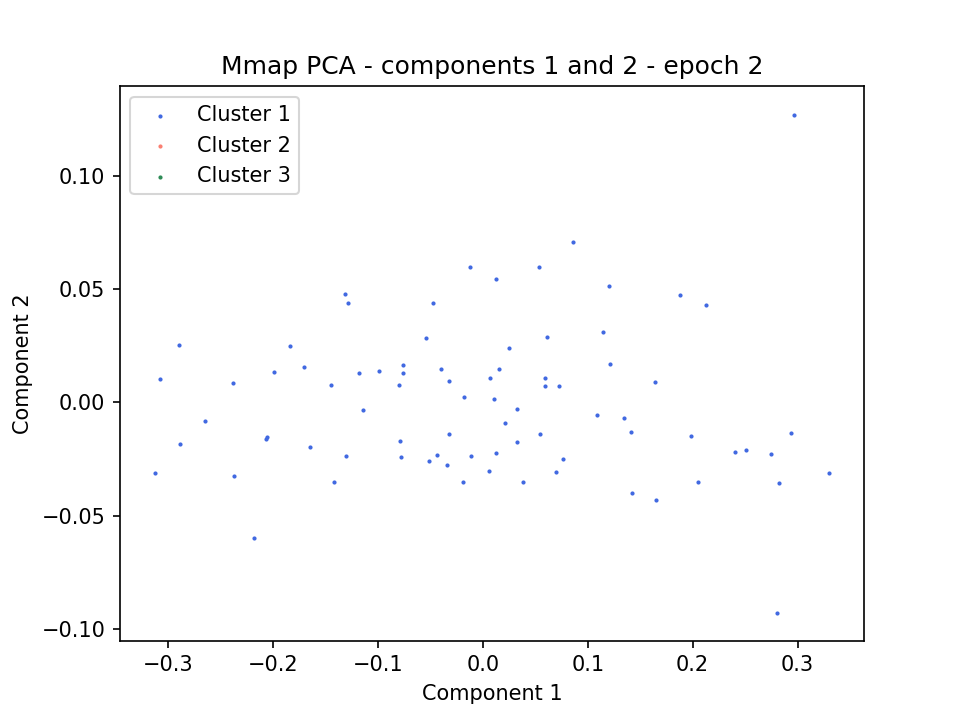 Mmap PCA - components 1 and 2 - epoch 2
Cluster 1
Cluster 2
Cluster 3
0.10
0.05
0.00
−0.05
−0.10
Component 2
−0.3 −0.2 −0.1 0.0 0.1 0.2 0.3
Component 1